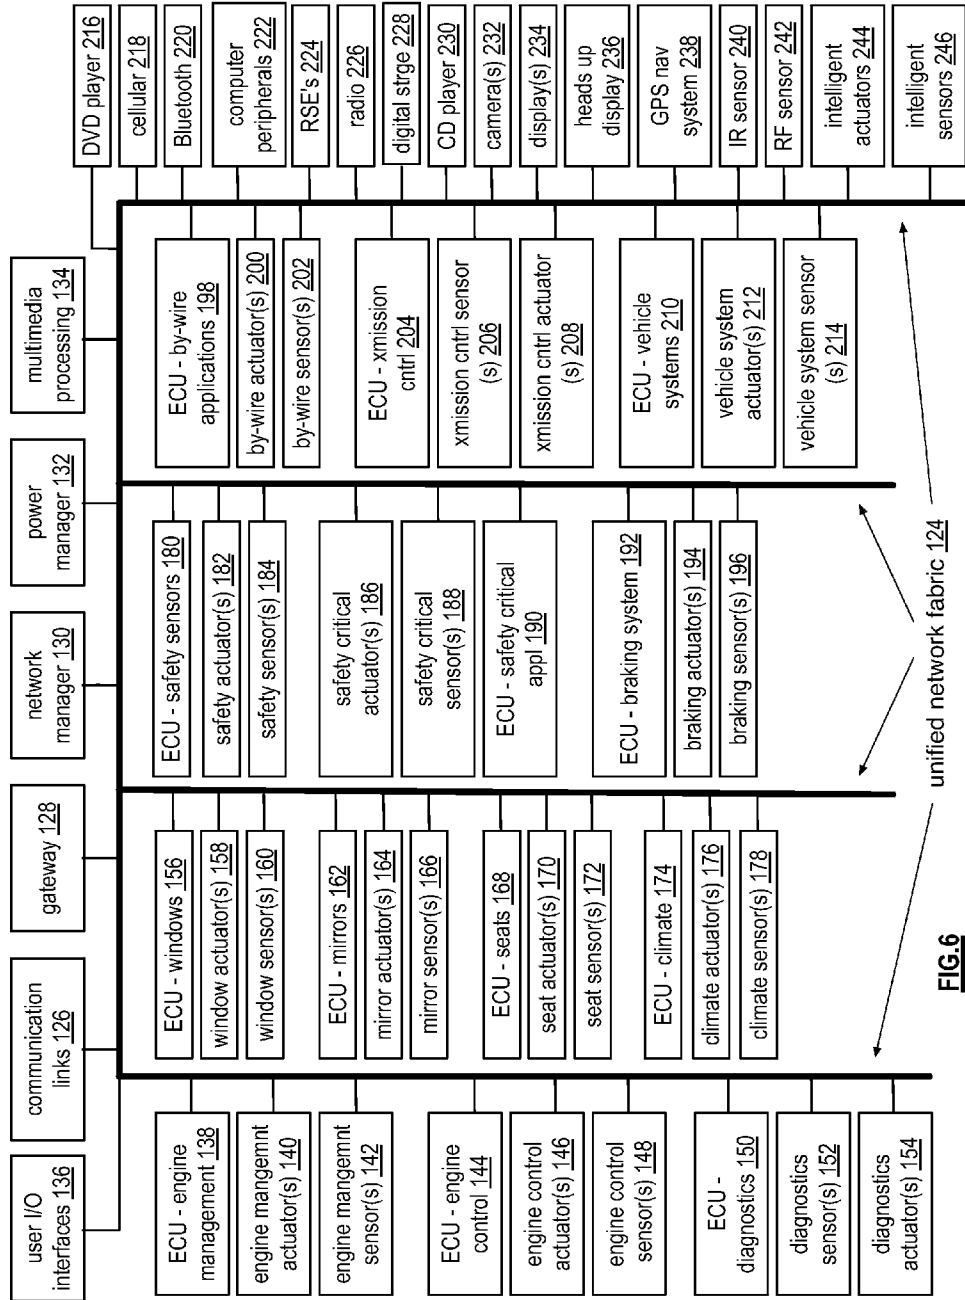 user I/O
interfaces 136
communication
links 126
gateway 128
network
manager 130
power
manager 132
multimedia
processing 134
ECU - engine
management 138
engine mangemnt
actuator(s) 140
engine mangemnt
sensor(s) 142
ECU - engine
control 144
engine control
actuator(s) 146
engine control
sensor(s) 148
ECU -
diagnostics 150
diagnostics
sensor(s) 152
diagnostics
actuator(s) 154
ECU - windows 156
window actuator(s) 158
window sensor(s) 160
ECU - mirrors 162
mirror actuator(s) 164
mirror sensor(s) 166
ECU - seats 168
seat actuator(s) 170
seat sensor(s) 172
ECU - climate 174
climate actuator(s) 176
climate sensor(s) 178
ECU - safety sensors 180
safety actuator(s) 182
safety sensor(s) 184
safety critical
actuator(s) 186
safety critical
sensor(s) 188
ECU - safety critical
appl 190
ECU - braking system 192
braking actuator(s) 194
braking sensor(s) 196
ECU - by-wire
applications 198
by-wire actuator(s) 200
by-wire sensor(s) 202
ECU - xmission
cntrl 204
xmission cntrl sensor
(s) 206
xmission cntrl actuator
(s) 208
ECU - vehicle
systems 210
vehicle system
actuator(s) 212
vehicle system sensor
(s) 214
DVD player 216
cellular 218
Bluetooth 220
computer
peripherals 222
RSE's 224
radio 226
digital strge 228
CD player 230
camera(s) 232
display(s) 234
heads up
display 236
GPS nav
system 238
IR sensor 240
RF sensor 242
intelligent
actuators 244
intelligent
sensors 246
unified network fabric 124
FIG.6